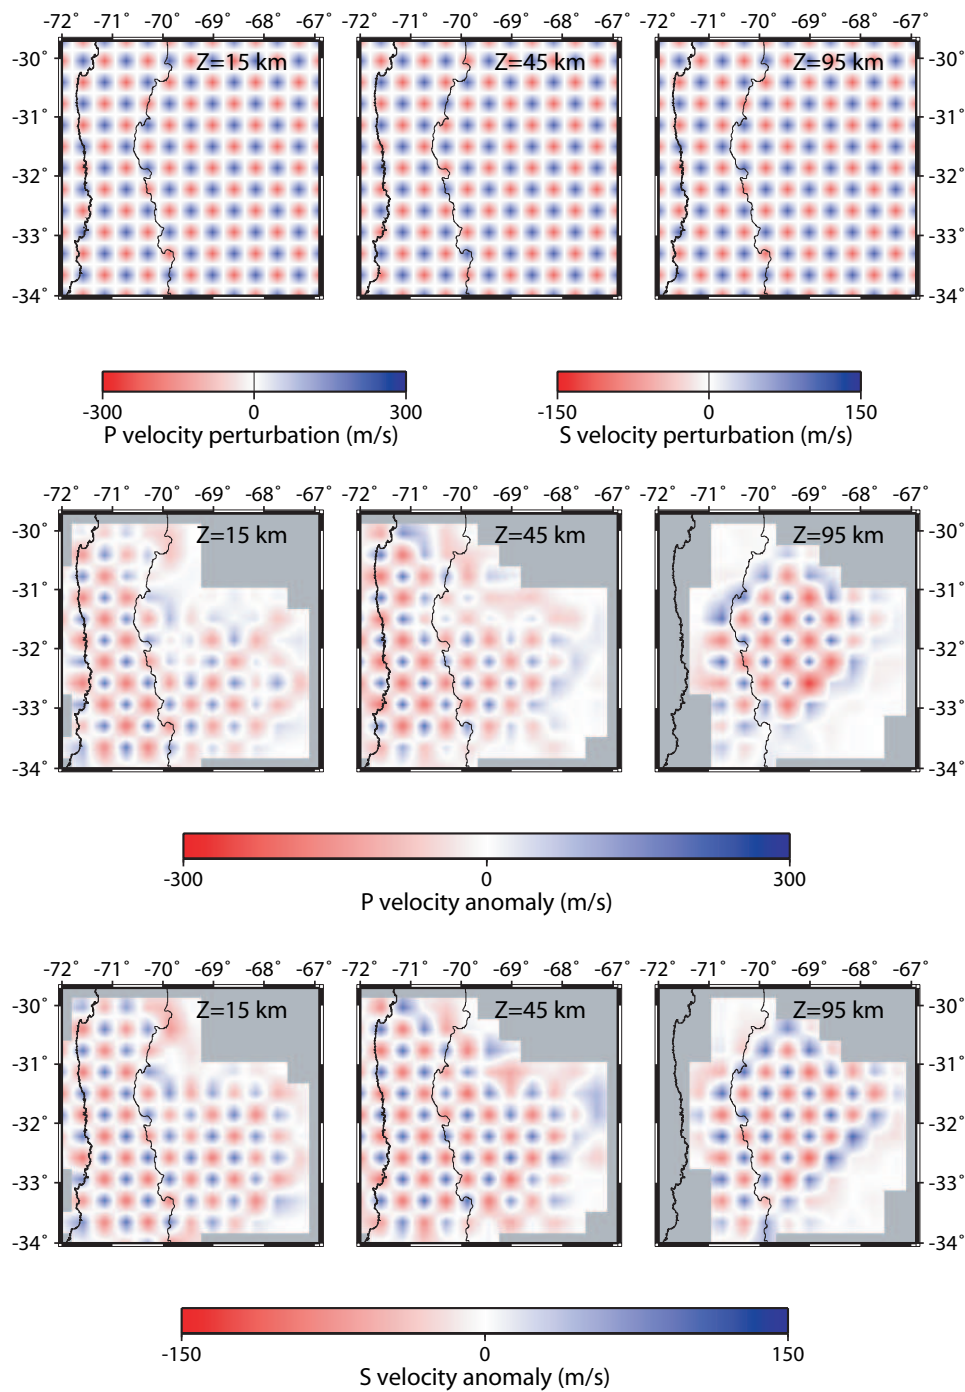 -72˚ -71˚ -70˚ -69˚ -68˚ -67˚ -72˚ -71˚ -70˚ -69˚ -68˚ -67˚ -72˚ -71˚ -70˚ -69˚ -68˚ -67˚
-30˚ Z=15 km Z=45 km Z=95 km -30˚
-31˚ -31˚
-32˚ -32˚
-33˚ -33˚
-34˚ -34˚
-300 0 300 -150 0 150
P velocity perturbation (m/s) S velocity perturbation (m/s)
-72˚ -71˚ -70˚ -69˚ -68˚ -67˚ -72˚ -71˚ -70˚ -69˚ -68˚ -67˚ -72˚ -71˚ -70˚ -69˚ -68˚ -67˚
-30˚ Z=15 km Z=45 km Z=95 km -30˚
-31˚ -31˚
-32˚ -32˚
-33˚ -33˚
-34˚ -34˚
-300 0 300
P velocity anomaly (m/s)
-72˚ -71˚ -70˚ -69˚ -68˚ -67˚ -72˚ -71˚ -70˚ -69˚ -68˚ -67˚ -72˚ -71˚ -70˚ -69˚ -68˚ -67˚
-30˚ Z=15 km Z=45 km Z=95 km -30˚
-31˚ -31˚
-32˚ -32˚
-33˚ -33˚
-34˚ -34˚
-150 0 150
S velocity anomaly (m/s)